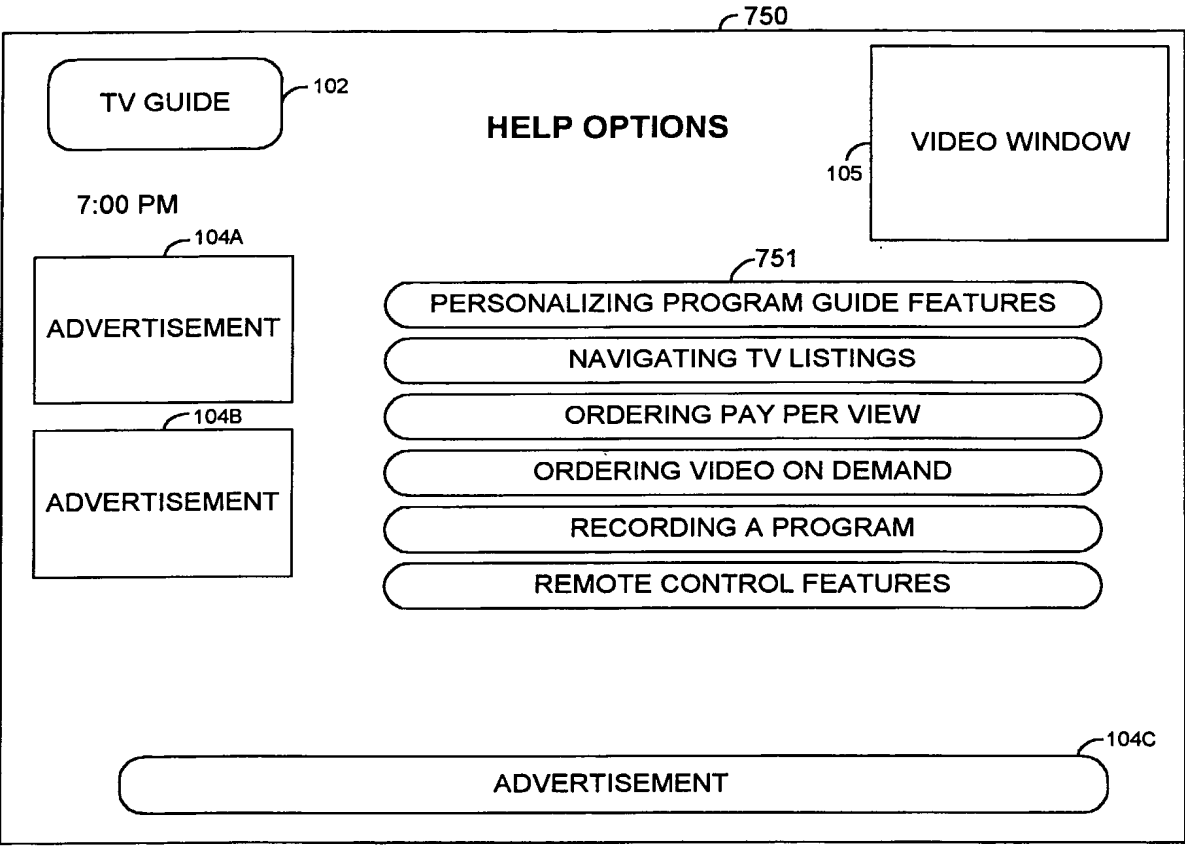 750
TV GUIDE
102
HELP OPTIONS
VIDEO WINDOW
105
7:00 PM
104A
ADVERTISEMENT
104B
ADVERTISEMENT
751
PERSONALIZING PROGRAM GUIDE FEATURES
NAVIGATING TV LISTINGS
ORDERING PAY PER VIEW
ORDERING VIDEO ON DEMAND
RECORDING A PROGRAM
REMOTE CONTROL FEATURES
104C
ADVERTISEMENT